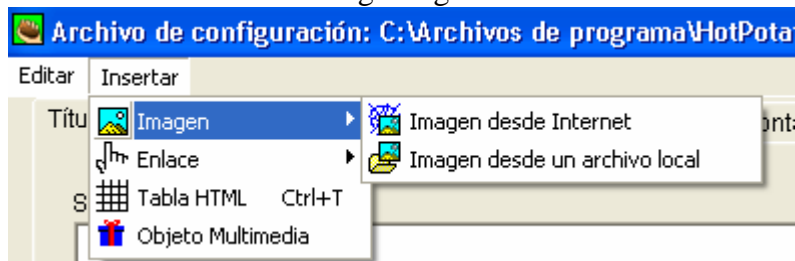 Archivo de configuración: C:\Archivos de programa\HotPota
Editar Insertar
Títu
Imagen
Imagen desde Internet
Enlace
Imagen desde un archivo local
Tabla HTML Ctrl+T
Objeto Multimedia